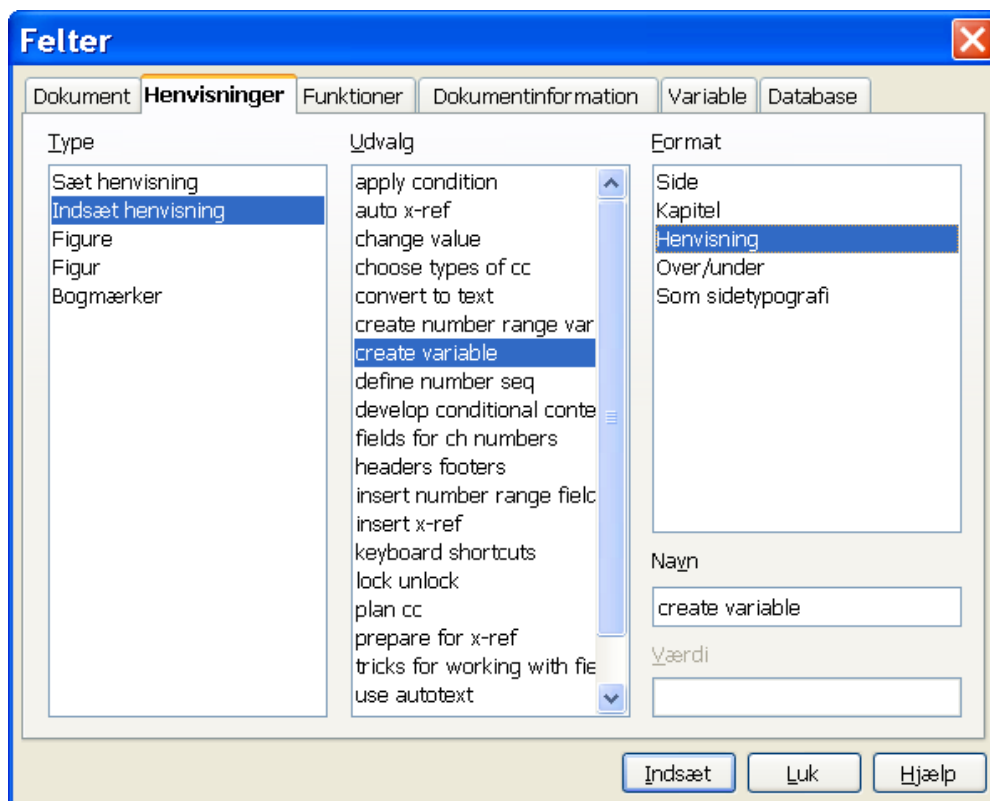 Felter
Dokument Henvisninger Funktioner Dokumentinformation Variable Database
Type
Sæt henvisning
Indsæt henvisning
Figure
Figur
Bogmærker
Udvalg
apply condition
auto x-ref
change value
choose types of cc
convert to text
create number range var
create variable
define number seq
develop conditional conte
fields for ch numbers
headers footers
insert number range fielc
insert x-ref
keyboard shortcuts
lock unlock
plan cc
prepare for x-ref
tricks for working with fie
use autotext
Format
Side
Kapitel
Henvisning
Over/under
Som sidetypografi
Navn
create variable
Værdi
Indsæt Luk Hjælp